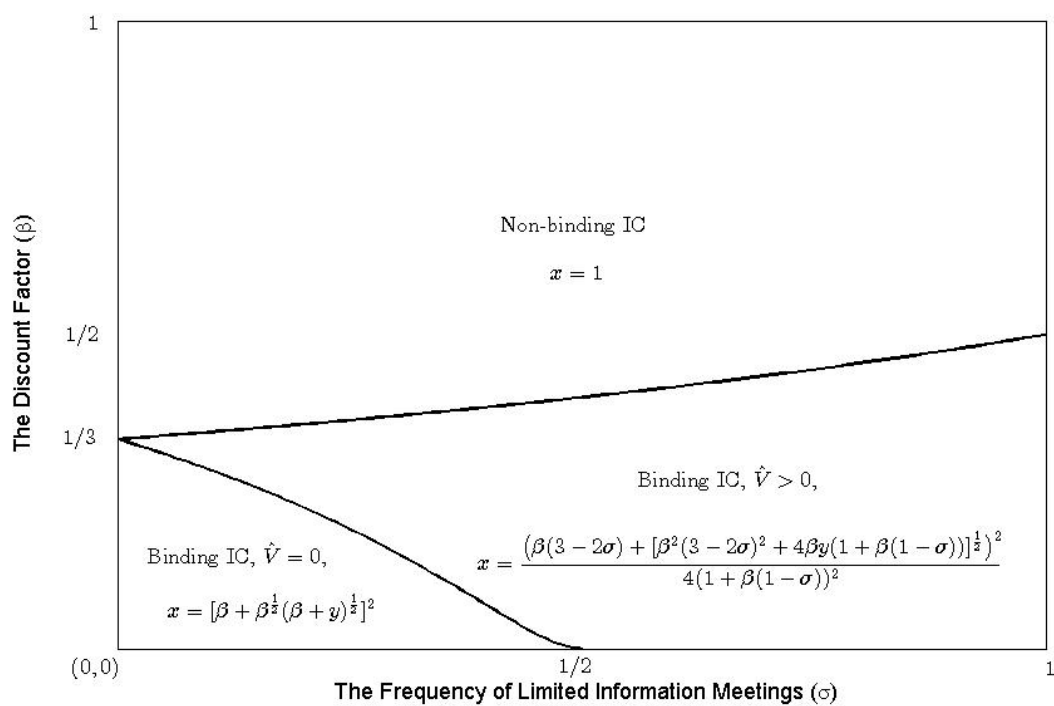 1
Non-binding IC
x = 1
1/2
1/3
The Discount Factor (β)
Binding IC, V̂ > 0,
x = (β(3 − 2σ) + [β²(3 − 2σ)² + 4βy(1 + β(1 − σ))]^{1/2})² / 4(1 + β(1 − σ))²
Binding IC, V̂ = 0,
x = [β + β^{1/2}(β + y)^{1/2}]²
(0,0)
1/2
1
The Frequency of Limited Information Meetings (σ)